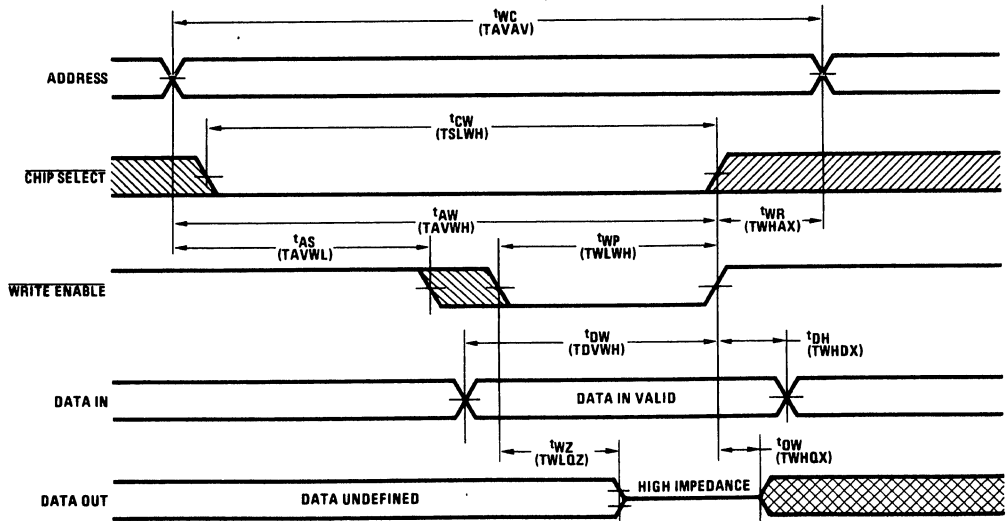 tWC
(TAVAV)
ADDRESS
tCW
(TSLWH)
CHIP SELECT
tAW
(TAVWH)
tWR
(TWHAX)
tAS
(TAVWL)
tWP
(TWLWH)
WRITE ENABLE
tDW
(TDVWH)
tDH
(TWHDX)
DATA IN
DATA IN VALID
tWZ
(TWLQZ)
tOW
(TWHQX)
HIGH IMPEDANCE
DATA OUT
DATA UNDEFINED